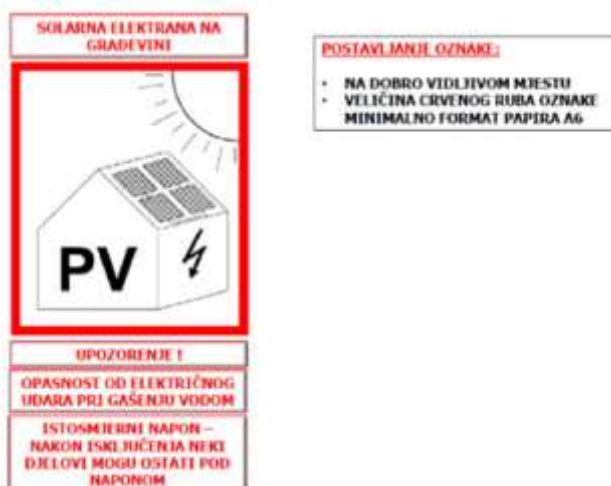 SOLARNA ELEKTRANA NA
GRAĐEVINI
PV
UPOZORENJE !
OPASNOST OD ELEKTRIČNOG
UDARA PRI GAŠENJU VODOM
ISTOSMJERNI NAPON –
NAKON ISKLJUČENJA NEKI
DJELOVI MOGU OSTATI POD
NAPONOM
POSTAVLJANJE OZNAKE:
• NA DOBRO VIDLJIVOM MJESTU
• VELIČINA CRVENOG RUBA OZNAKE
MINIMALNO FORMAT PAPIRA A6